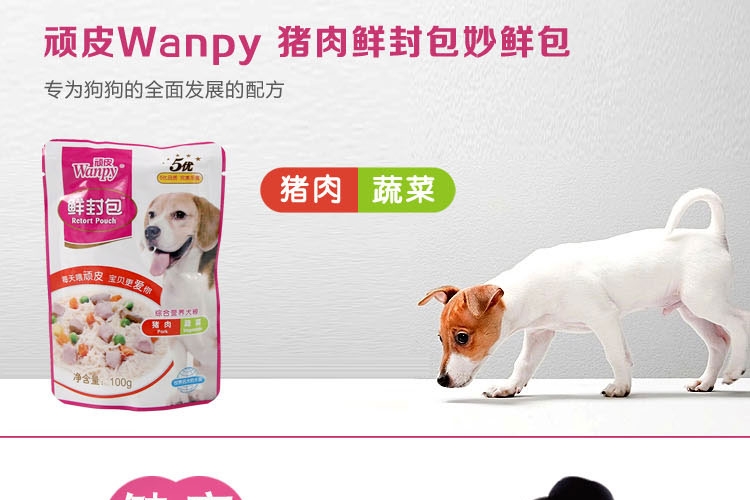 顽皮Wanpy 猪肉鲜封包妙鲜包
专为狗狗的全面发展的配方
猪肉 蔬菜
顽皮
Wanpy
5优
鲜封包
Retort Pouch
每天喂顽皮 宝贝更爱你
综合营养犬粮
猪肉 蔬菜
Pork Vegetable
净含量：100g